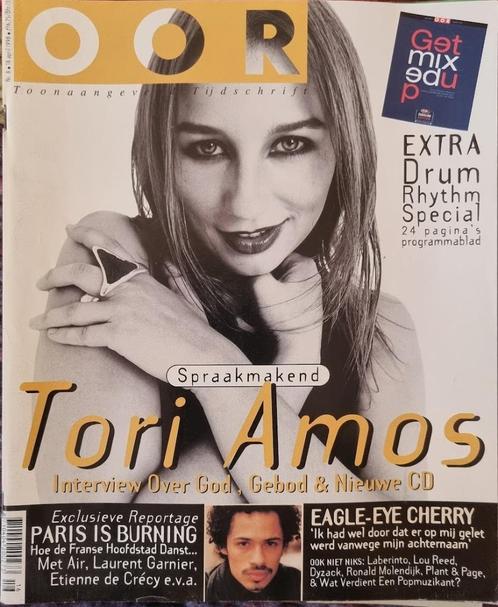 OOR
Toonaangevend Tijdschrift
OOR
Get
mix
edu
p
EXTRA
Drum
Rhythm
Special
24 pagina's
programmablad
Spraakmakend
Tori Amos
Interview Over God, Gebod & Nieuwe CD
Exclusieve Reportage
PARIS IS BURNING
Hoe de Franse Hoofdstad Danst...
Met Air, Laurent Garnier,
Etienne de Crécy e.v.a.
EAGLE-EYE CHERRY
'Ik had wel door dat er op mij gelet
werd vanwege mijn achternaam'
OOK NIET NIKS: Laberinto, Lou Reed,
Dyzack, Ronald Molendijk, Plant & Page,
& Wat Verdient Een Popmuzikant?